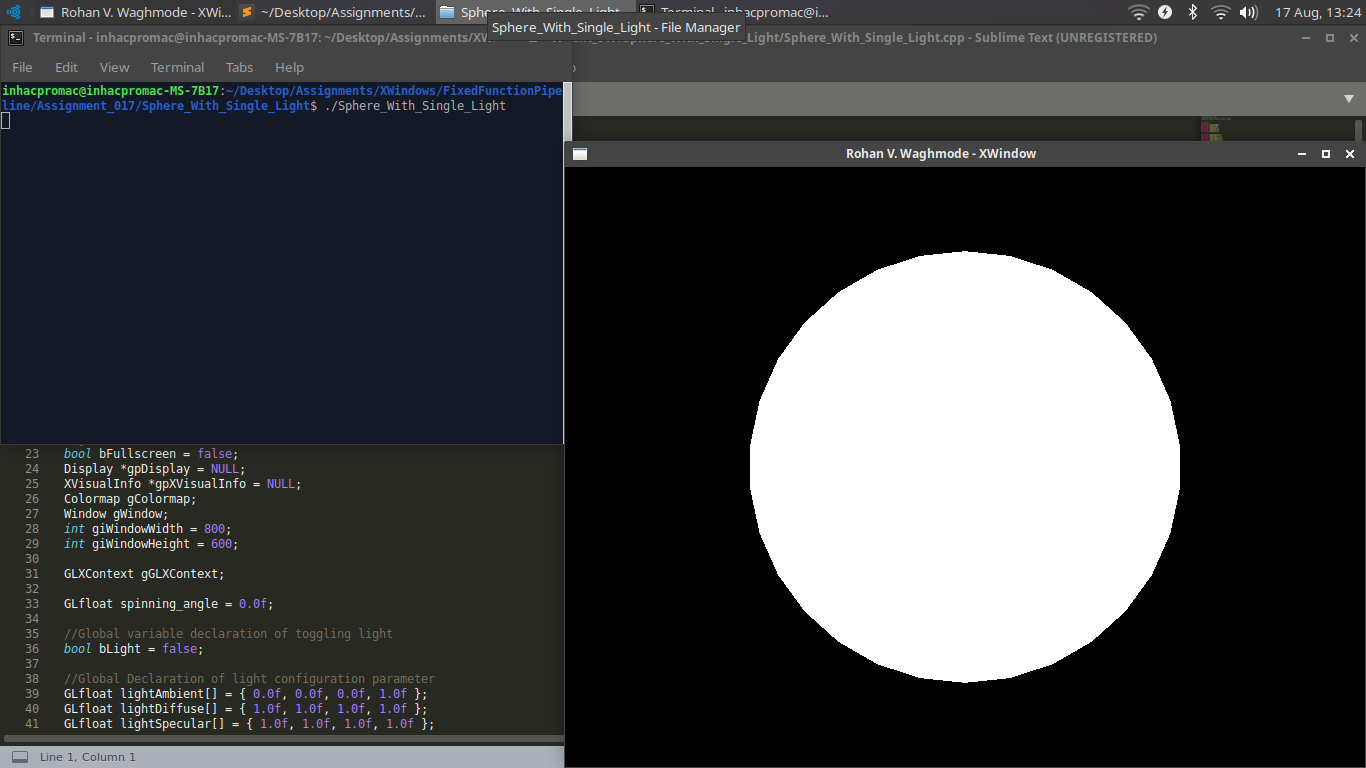 Rohan V. Waghmode - XWi...
~/Desktop/Assignments/...
Sphere_With_Single_Light
Terminal - inhacpromac@i...
17 Aug, 13:24
Sphere_With_Single_Light - File Manager
Terminal - inhacpromac@inhacpromac-MS-7B17: ~/Desktop/Assignments/XW
Sphere_With_Single_Light/Sphere_With_Single_Light.cpp - Sublime Text (UNREGISTERED)
File Edit View Terminal Tabs Help
inhacpromac@inhacpromac-MS-7B17:~/Desktop/Assignments/XWindows/FixedFunctionPipe
line/Assignment_017/Sphere_With_Single_Light$ ./Sphere_With_Single_Light
Rohan V. Waghmode - XWindow
23 bool bFullscreen = false;
24 Display *gpDisplay = NULL;
25 XVisualInfo *gpXVisualInfo = NULL;
26 Colormap gColormap;
27 Window gWindow;
28 int giWindowWidth = 800;
29 int giWindowHeight = 600;
30
31 GLXContext gGLXContext;
32
33 GLfloat spinning_angle = 0.0f;
34
35 //Global variable declaration of toggling light
36 bool bLight = false;
37
38 //Global Declaration of light configuration parameter
39 GLfloat lightAmbient[] = { 0.0f, 0.0f, 0.0f, 1.0f };
40 GLfloat lightDiffuse[] = { 1.0f, 1.0f, 1.0f, 1.0f };
41 GLfloat lightSpecular[] = { 1.0f, 1.0f, 1.0f, 1.0f };
Line 1, Column 1